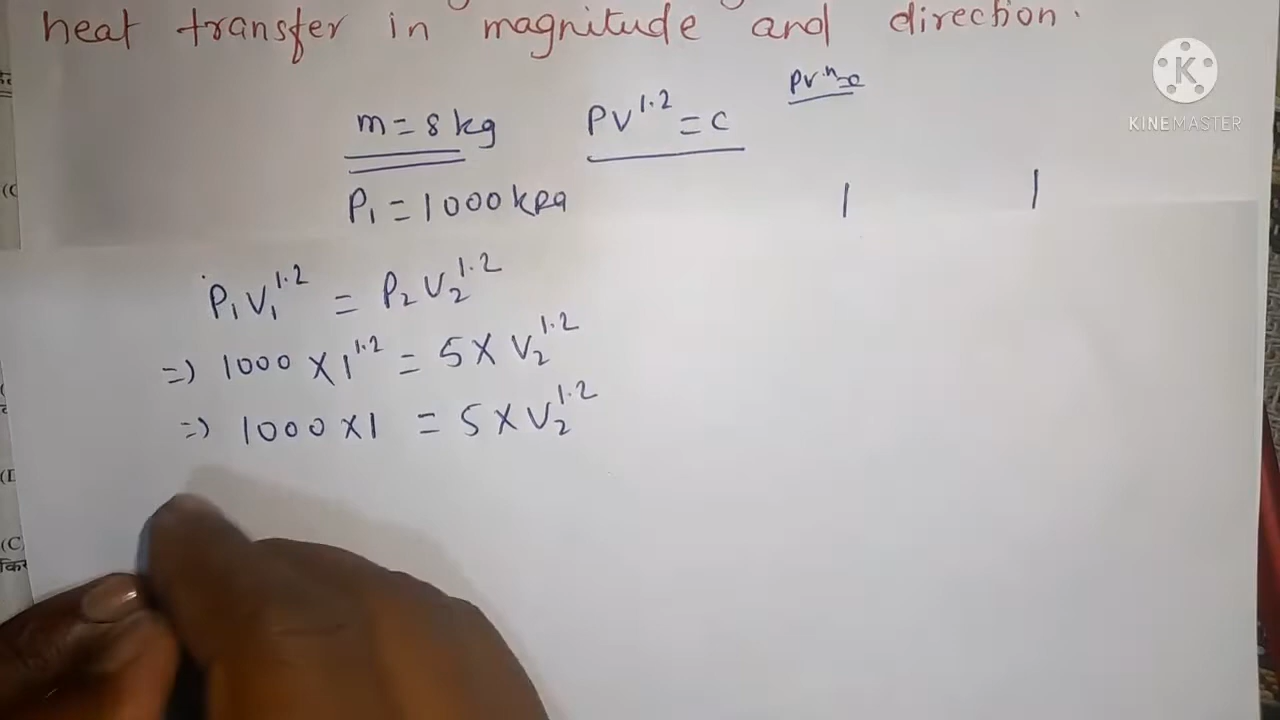 heat transfer in magnitude and direction.
KINEMASTER
m = 8 kg PV^1.2 = C PV^n=c
P₁ = 1000 kPa
P₁V₁^1.2 = P₂V₂^1.2
=) 1000 X 1^1.2 = 5 X V₂^1.2
=) 1000 X 1 = 5 X V₂^1.2